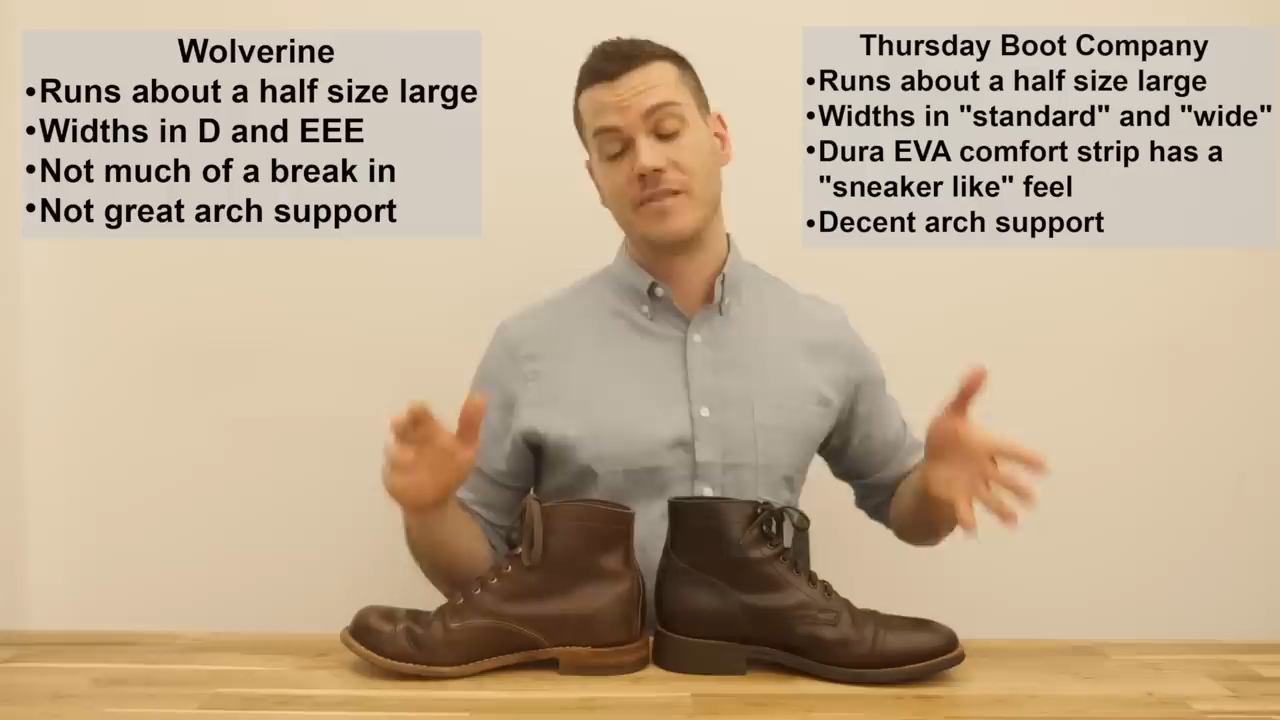 Wolverine
•Runs about a half size large
•Widths in D and EEE
•Not much of a break in
•Not great arch support
Thursday Boot Company
•Runs about a half size large
•Widths in "standard" and "wide"
•Dura EVA comfort strip has a
"sneaker like" feel
•Decent arch support